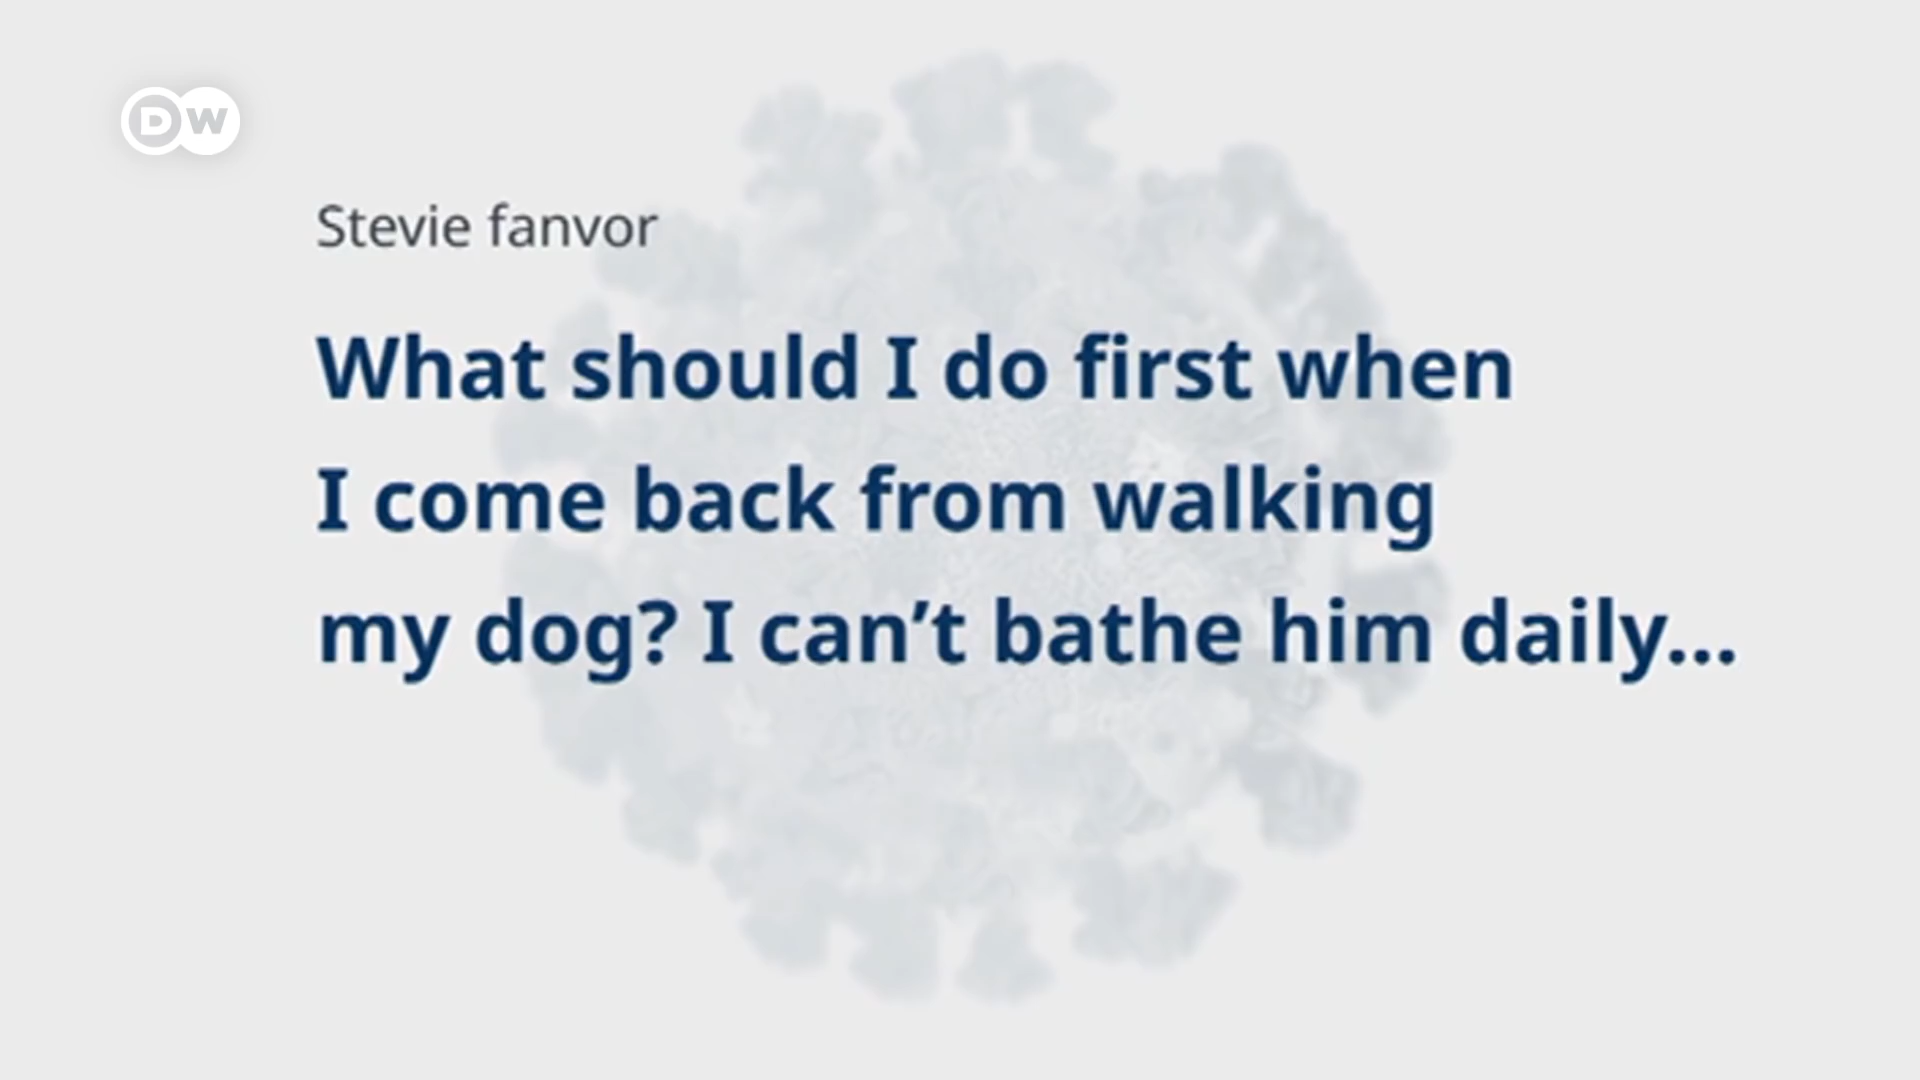 DW
Stevie fanvor
What should I do first when
I come back from walking
my dog? I can’t bathe him daily...